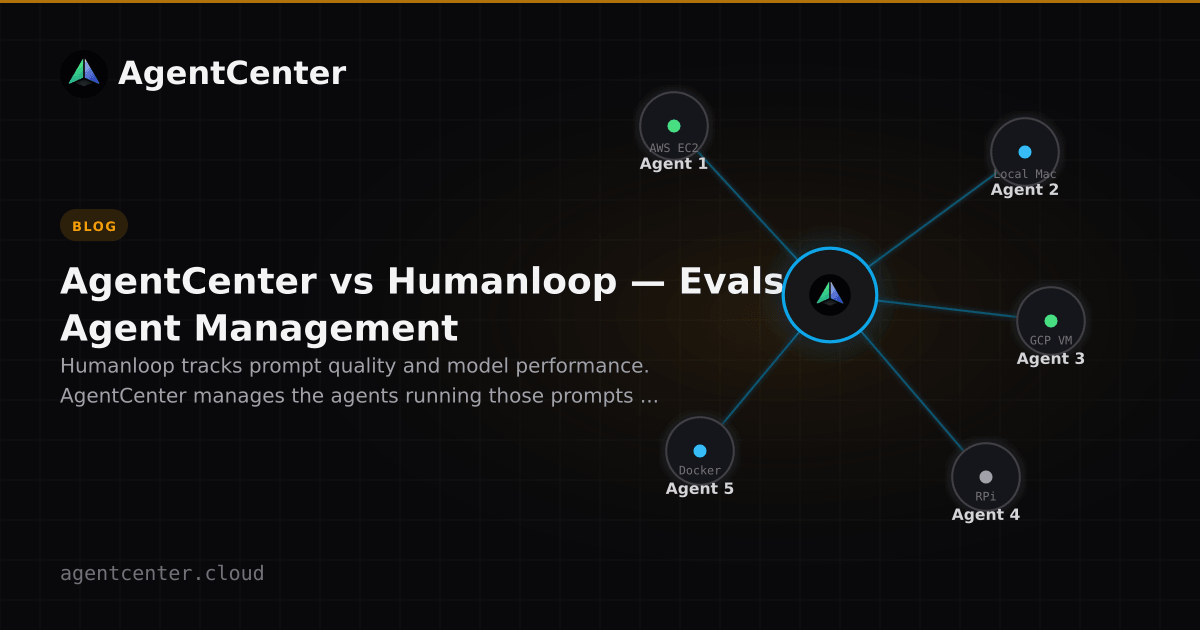 AgentCenter
BLOG
AgentCenter vs Humanloop — Evals
Agent Management
Humanloop tracks prompt quality and model performance.
AgentCenter manages the agents running those prompts ...
agentcenter.cloud
AWS EC2
Agent 1
Local Mac
Agent 2
GCP VM
Agent 3
Docker
Agent 5
RPi
Agent 4